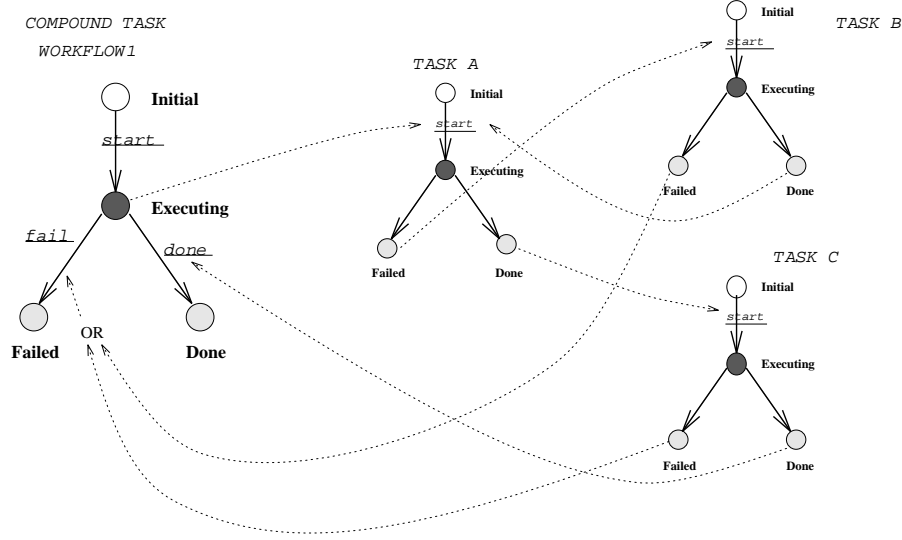 COMPOUND TASK
WORKFLOW1
Initial
start
Executing
fail
done
OR
Failed
Done
TASK A
Initial
start
Executing
Failed
Done
TASK B
Initial
start
Executing
Failed
Done
TASK C
Initial
start
Executing
Failed
Done